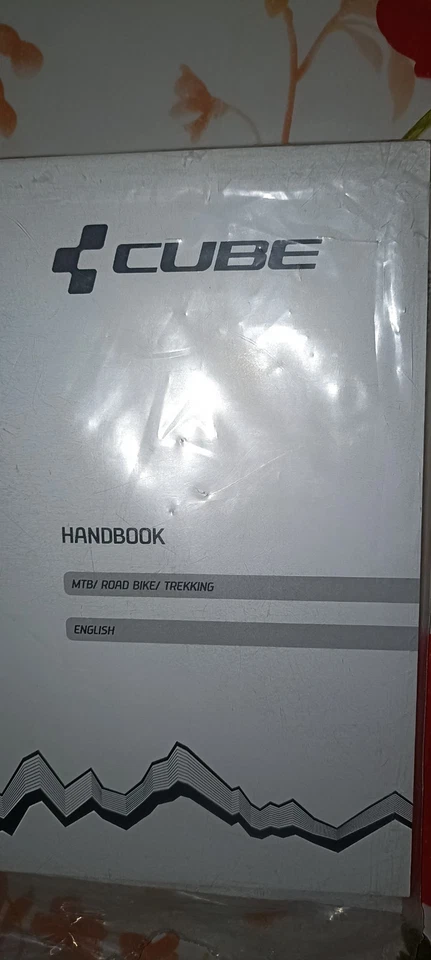 CUBE
HANDBOOK
MTB/ ROAD BIKE/ TREKKING
ENGLISH